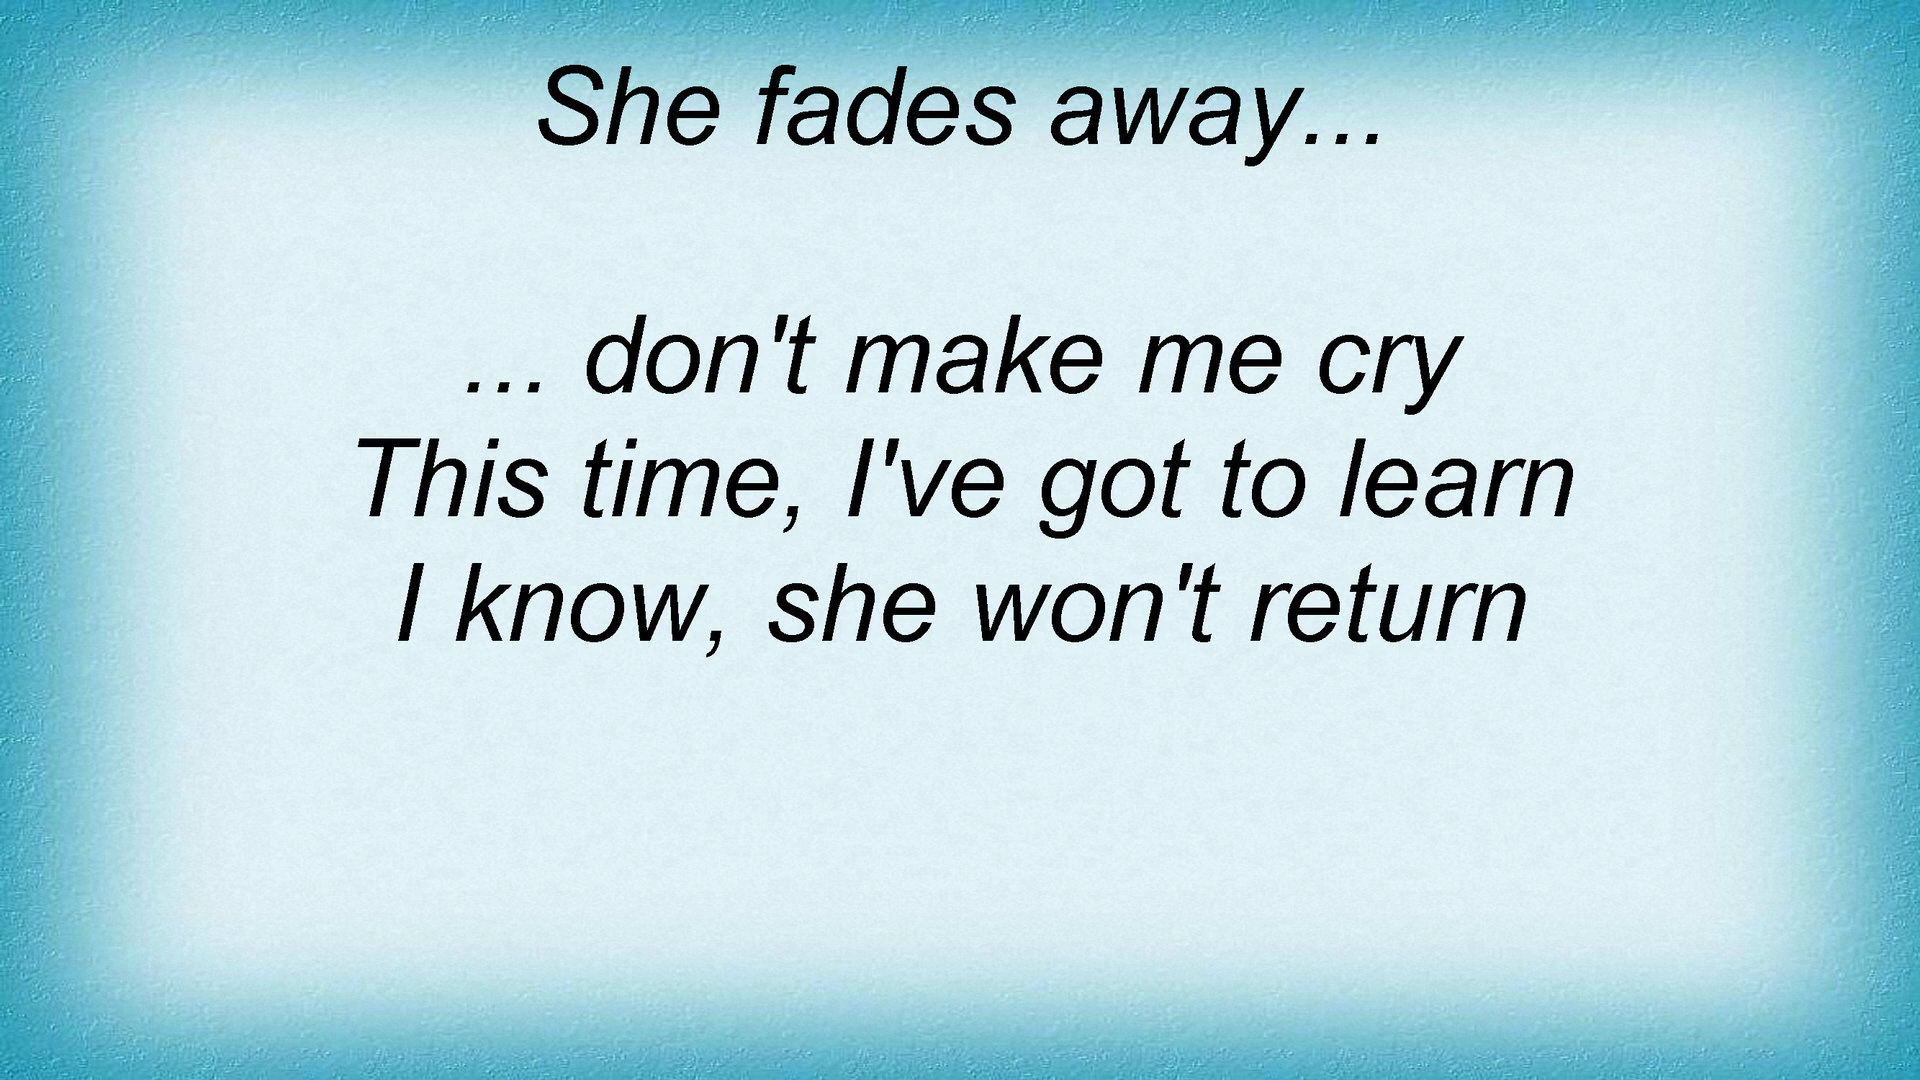 She fades away...
... don't make me cry
This time, I've got to learn
I know, she won't return